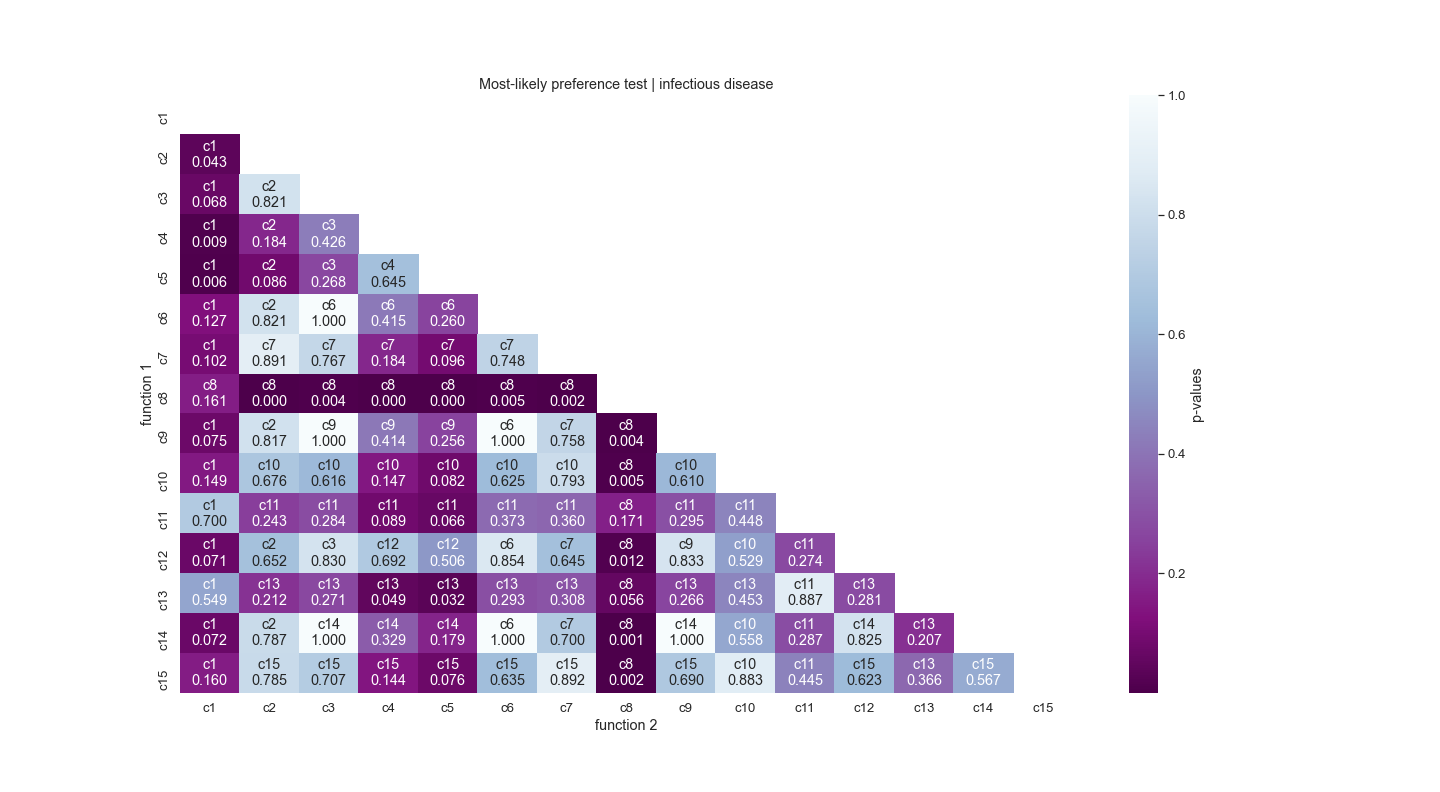 Most-likely preference test | infectious disease
1.0
c1
c2 c1
0.043
c3 c1 c2
0.068 0.821
c4 c1 c2 c3
0.009 0.184 0.426
c5 c1 c2 c3 c4
0.006 0.086 0.268 0.645
c6 c1 c2 c6 c6 c6
0.127 0.821 1.000 0.415 0.260
c7 c1 c7 c7 c7 c7 c7
0.102 0.891 0.767 0.184 0.096 0.748
c8 c8 c8 c8 c8 c8 c8 c8
0.161 0.000 0.004 0.000 0.000 0.005 0.002
function 1
c9 c1 c2 c9 c9 c9 c6 c7 c8
0.075 0.817 1.000 0.414 0.256 1.000 0.758 0.004
c10 c1 c10 c10 c10 c10 c10 c10 c8 c10
0.149 0.676 0.616 0.147 0.082 0.625 0.793 0.005 0.610
c11 c1 c11 c11 c11 c11 c11 c11 c8 c11 c11
0.700 0.243 0.284 0.089 0.066 0.373 0.360 0.171 0.295 0.448
c12 c1 c2 c3 c12 c12 c6 c7 c8 c9 c10 c11
0.071 0.652 0.830 0.692 0.506 0.854 0.645 0.012 0.833 0.529 0.274
c13 c1 c13 c13 c13 c13 c13 c13 c8 c13 c13 c11 c13
0.549 0.212 0.271 0.049 0.032 0.293 0.308 0.056 0.266 0.453 0.887 0.281
c14 c1 c2 c14 c14 c14 c6 c7 c8 c14 c10 c11 c14 c13
0.072 0.787 1.000 0.329 0.179 1.000 0.700 0.001 1.000 0.558 0.287 0.825 0.207
c15 c1 c15 c15 c15 c15 c15 c15 c8 c15 c10 c11 c15 c13 c15
0.160 0.785 0.707 0.144 0.076 0.635 0.892 0.002 0.690 0.883 0.445 0.623 0.366 0.567
c1 c2 c3 c4 c5 c6 c7 c8 c9 c10 c11 c12 c13 c14 c15
function 2
0.8
0.6
0.4
0.2
p-values